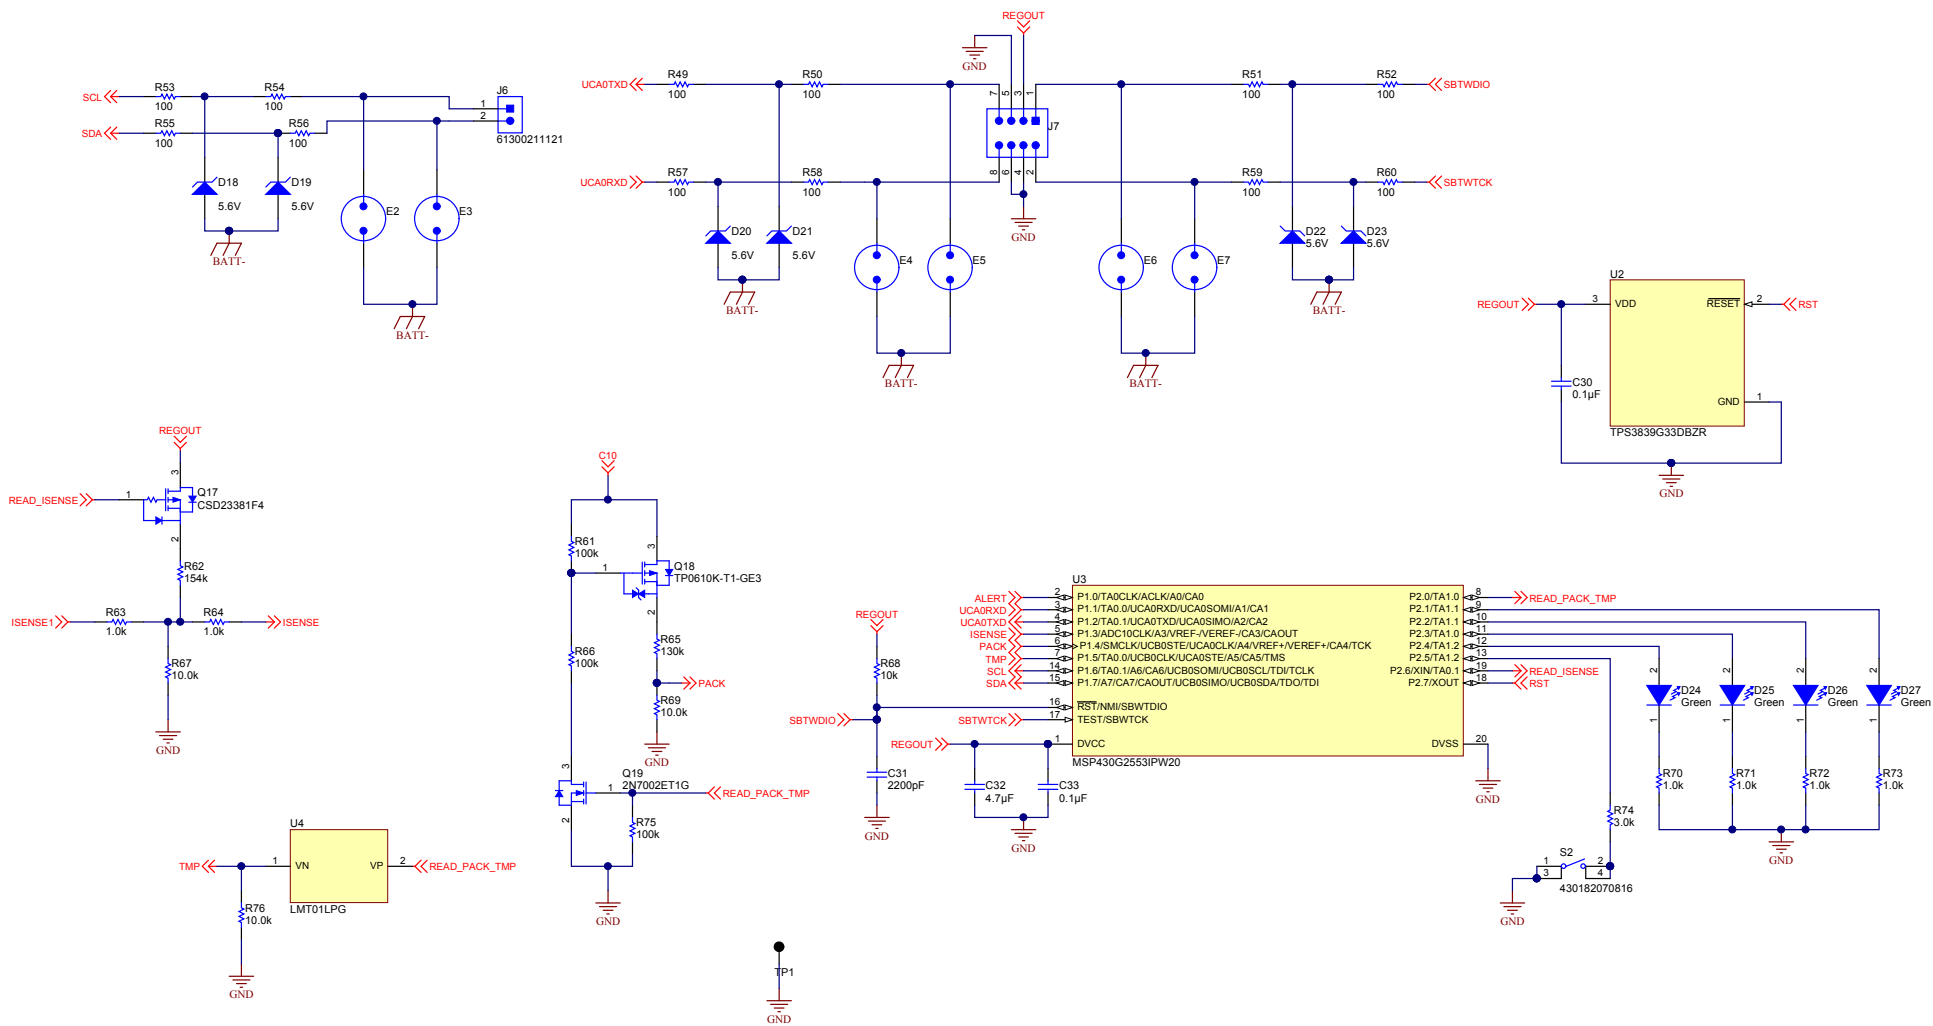 REGOUT
GND
SCL
R53
100
R54
100
J6
1
2
61300211121
SDA
R55
100
R56
100
D18
5.6V
D19
5.6V
E2
E3
BATT-
BATT-
UCA0TXD
R49
100
R50
100
7
5
3
1
J7
R51
100
R52
100
SBTWDIO
UCA0RXD
R57
100
R58
100
8
6
4
2
R59
100
R60
100
SBTWTCK
GND
D20
5.6V
D21
5.6V
E4
E5
E6
E7
D22
5.6V
D23
5.6V
BATT-
BATT-
BATT-
BATT-
U2
REGOUT
3
VDD
RESET
2
RST
C30
0.1µF
GND
1
TPS3839G33DBZR
GND
REGOUT
3
READ_ISENSE
1
Q17
CSD23381F4
2
R62
154k
ISENSE1
R63
1.0k
R64
1.0k
ISENSE
R67
10.0k
GND
C10
R61
100k
3
1
Q18
TP0610K-T1-GE3
2
R66
100k
R65
130k
PACK
R69
10.0k
GND
3
Q19
2N7002ET1G
1
READ_PACK_TMP
2
R75
100k
GND
U4
TMP
1
VN
VP
2
READ_PACK_TMP
LMT01LPG
R76
10.0k
GND
TP1
GND
REGOUT
R68
10k
SBTWDIO
C31
2200pF
GND
U3
ALERT
2
P1.0/TA0CLK/ACLK/A0/CA0
P2.0/TA1.0
8
READ_PACK_TMP
UCA0RXD
3
P1.1/TA0.0/UCA0RXD/UCA0SOMI/A1/CA1
P2.1/TA1.1
9
UCA0TXD
4
P1.2/TA0.1/UCA0TXD/UCA0SIMO/A2/CA2
P2.2/TA1.1
10
ISENSE
5
P1.3/ADC10CLK/A3/VREF-/VEREF-/CA3/CAOUT
P2.3/TA1.0
11
PACK
6
P1.4/SMCLK/UCB0STE/UCA0CLK/A4/VREF+/VEREF+/CA4/TCK
P2.4/TA1.2
12
TMP
7
P1.5/TA0.0/UCB0CLK/UCA0STE/A5/CA5/TMS
P2.5/TA1.2
13
SCL
14
P1.6/TA0.1/A6/CA6/UCB0SOMI/UCB0SCL/TDI/TCLK
P2.6/XIN/TA0.1
19
READ_ISENSE
SDA
15
P1.7/A7/CA7/CAOUT/UCB0SIMO/UCB0SDA/TDO/TDI
P2.7/XOUT
18
RST
16
RST/NMI/SBWTDIO
SBTWTCK
17
TEST/SBWTCK
REGOUT
1
DVCC
DVSS
20
MSP430G2553IPW20
C32
4.7µF
C33
0.1µF
GND
GND
2
D24
Green
1
2
D25
Green
1
2
D26
Green
1
2
D27
Green
1
R70
1.0k
R71
1.0k
R72
1.0k
R73
1.0k
GND
R74
3.0k
S2
1
3
2
4
430182070816
GND